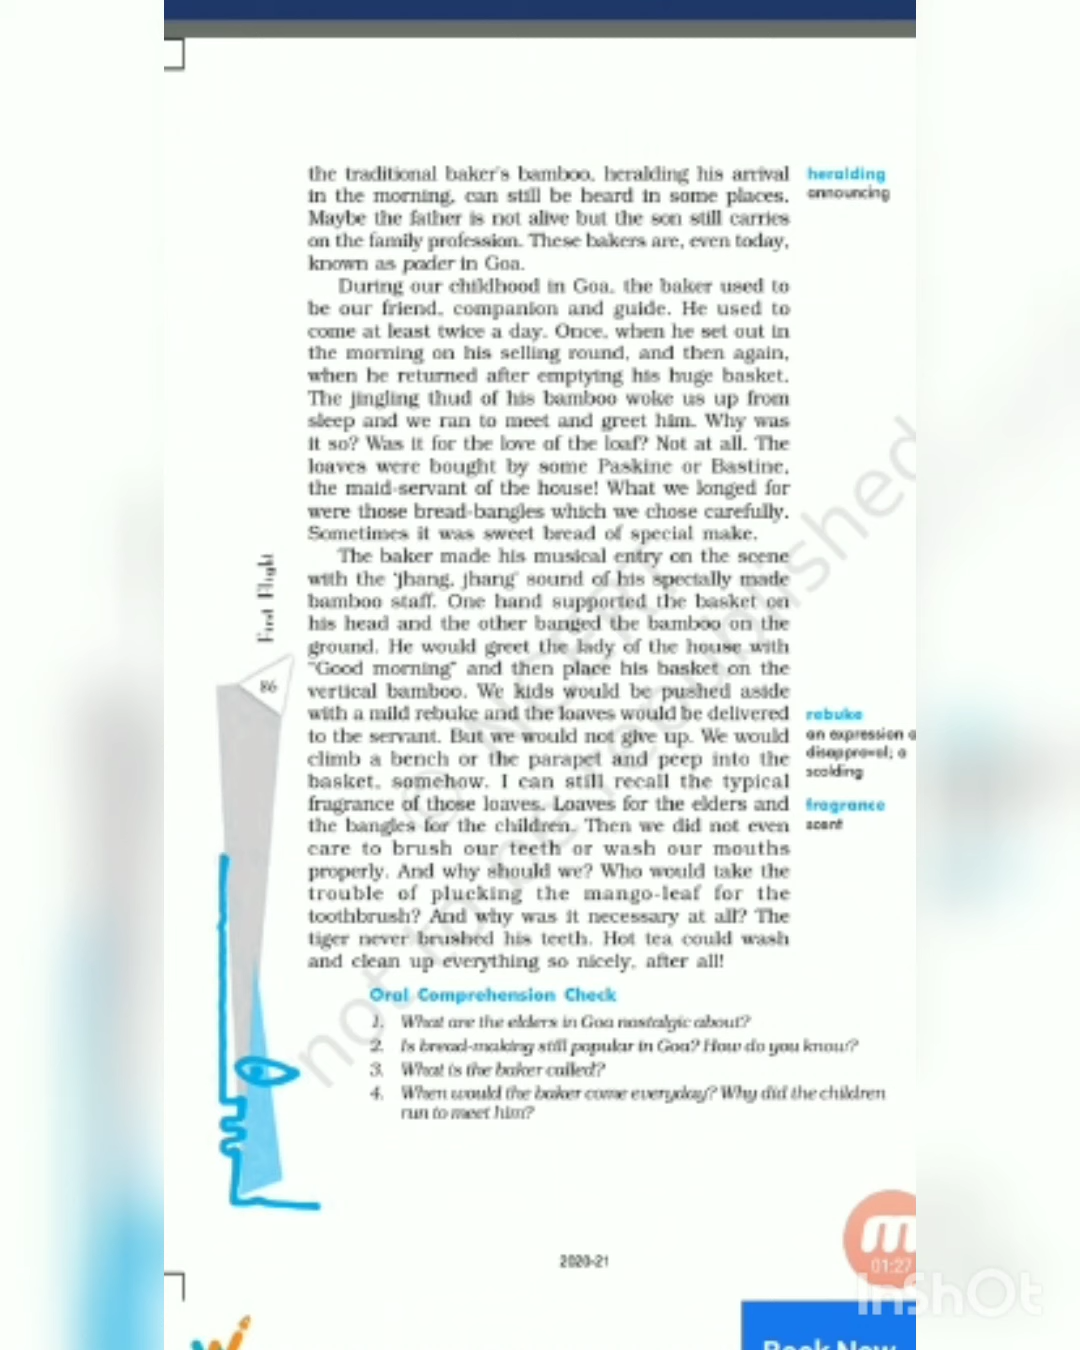 the traditional baker's bamboo, heralding his arrival
in the morning, can still be heard in some places.
Maybe the father is not alive but the son still carries
on the family profession. These bakers are, even today,
known as pader in Goa.
heralding
announcing
During our childhood in Goa, the baker used to
be our friend, companion and guide. He used to
come at least twice a day. Once, when he set out in
the morning on his selling round, and then again,
when he returned after emptying his huge basket.
The jingling thud of his bamboo woke us up from
sleep and we ran to meet and greet him. Why was
it so? Was it for the love of the loaf? Not at all. The
loaves were bought by some Paskine or Bastine,
the maid-servant of the house! What we longed for
were those bread-bangles which we chose carefully.
Sometimes it was sweet bread of special make.
The baker made his musical entry on the scene
with the 'jhang, jhang' sound of his specially made
bamboo staff. One hand supported the basket on
his head and the other banged the bamboo on the
ground. He would greet the lady of the house with
"Good morning" and then place his basket on the
vertical bamboo. We kids would be pushed aside
with a mild rebuke and the loaves would be delivered
to the servant. But we would not give up. We would
climb a bench or the parapet and peep into the
basket, somehow. I can still recall the typical
fragrance of those loaves. Loaves for the elders and
the bangles for the children. Then we did not even
care to brush our teeth or wash our mouths
properly. And why should we? Who would take the
trouble of plucking the mango-leaf for the
toothbrush? And why was it necessary at all? The
tiger never brushed his teeth. Hot tea could wash
and clean up everything so nicely, after all!
rebuke
an expression o
disapproval; a
scolding
fragrance
scent
First Flight
86
Oral Comprehension Check
1. What are the elders in Goa nostalgic about?
2. Is bread-making still popular in Goa? How do you know?
3. What is the baker called?
4. When would the baker come everyday? Why did the children
run to meet him?
not to be republished
© NCERT
2020-21
01:27
InShOt
Book Now